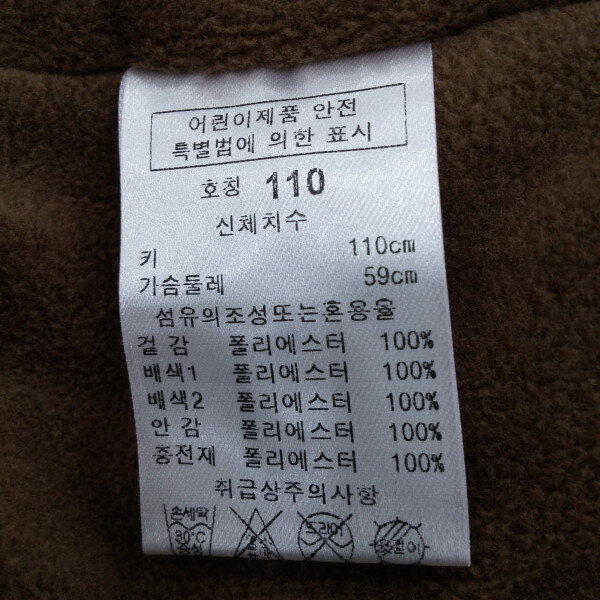 어린이제품 안전
특별법에 의한 표시
호칭 110
신체치수
키 110cm
가슴둘레 59cm
섬유의조성또는혼용율
겉 감 폴리에스터 100%
배색1 폴리에스터 100%
배색2 폴리에스터 100%
안 감 폴리에스터 100%
충전재 폴리에스터 100%
취급상주의사항
손세탁 30°C 중성
드라이
옷걸이